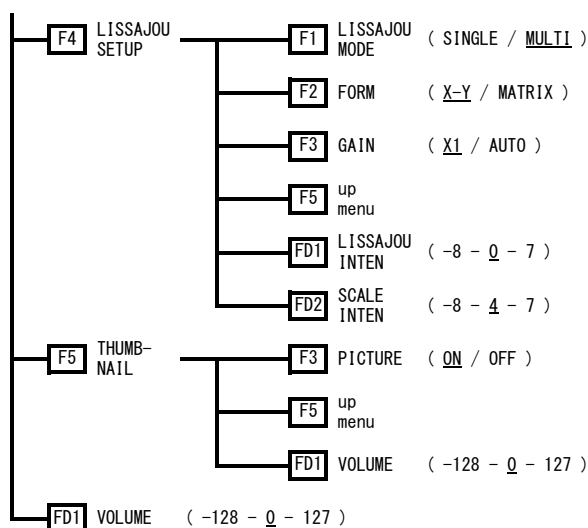 F4 LISSAJOU SETUP F1 LISSAJOU MODE ( SINGLE / MULTI )
F2 FORM ( X-Y / MATRIX )
F3 GAIN ( X1 / AUTO )
F5 up menu
FD1 LISSAJOU INTEN ( -8 - 0 - 7 )
FD2 SCALE INTEN ( -8 - 4 - 7 )
F5 THUMB-NAIL F3 PICTURE ( ON / OFF )
F5 up menu
FD1 VOLUME ( -128 - 0 - 127 )
FD1 VOLUME ( -128 - 0 - 127 )